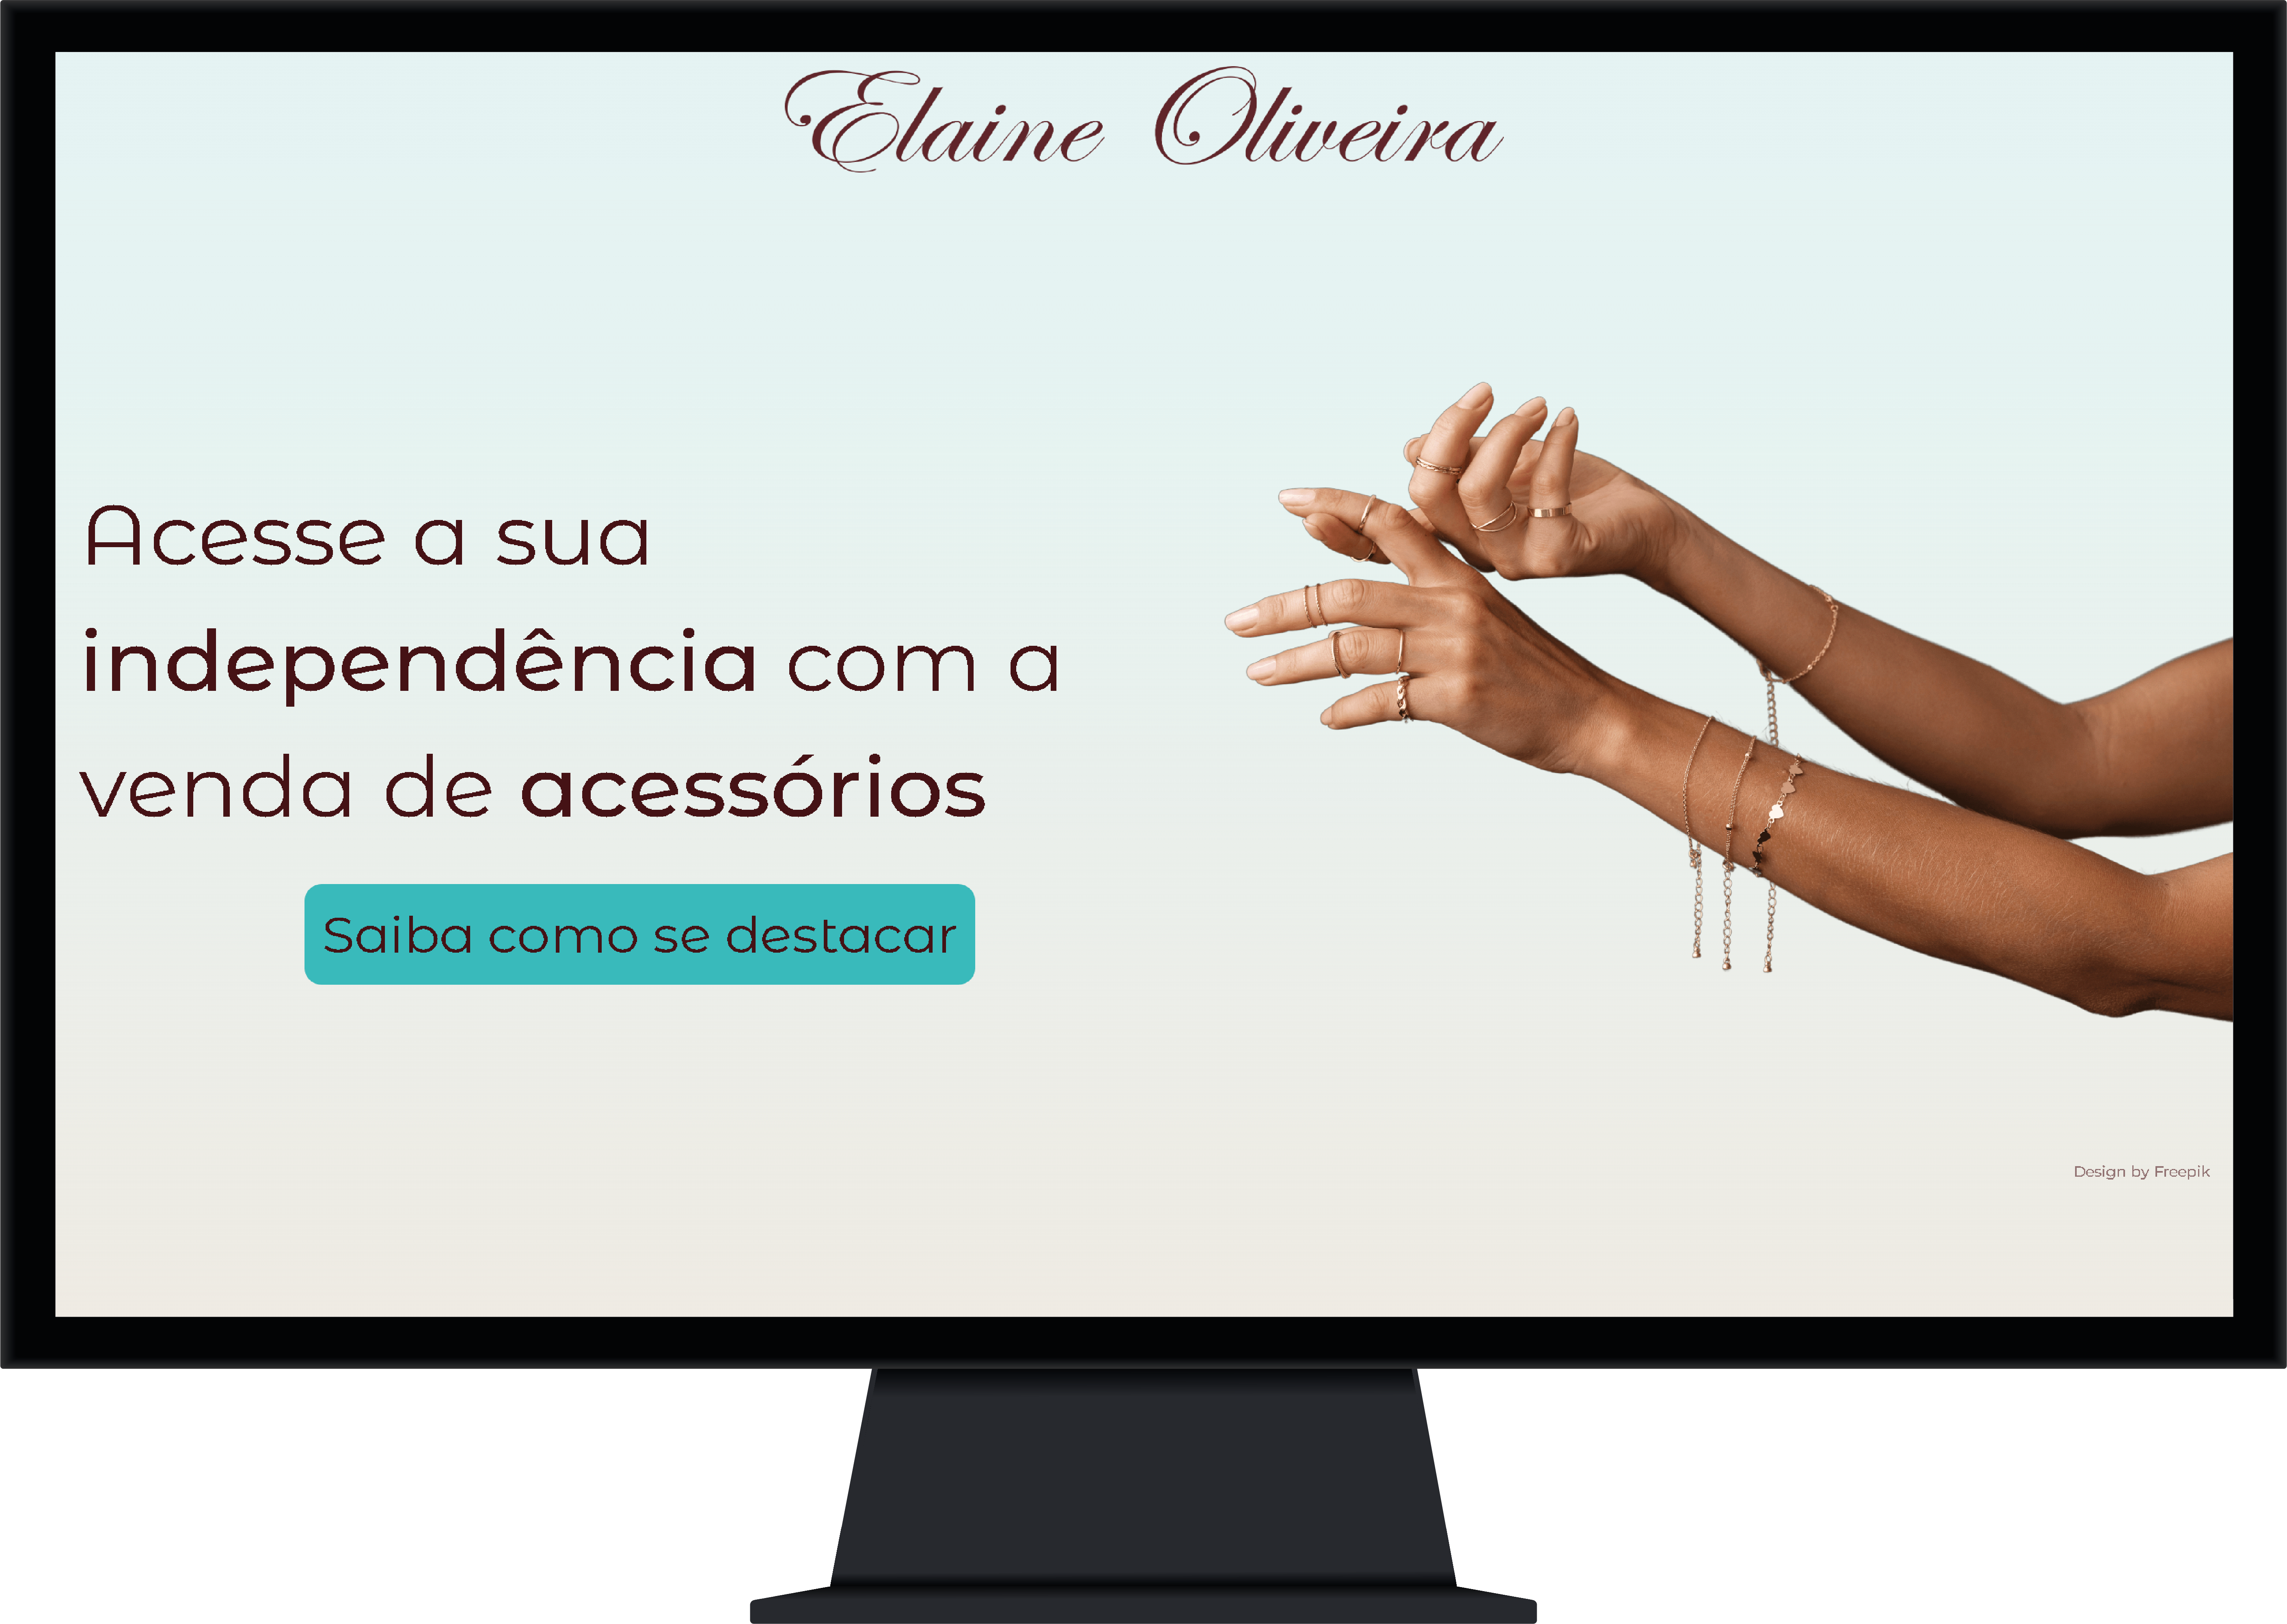 Elaine Oliveira
Acesse a sua
independência com a
venda de acessórios
Saiba como se destacar
Design by Freepik